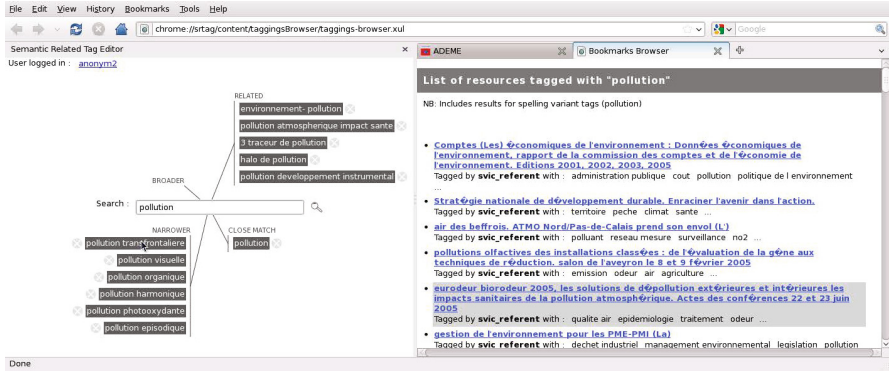 File Edit View History Bookmarks Tools Help
chrome://srtag/content/taggingsBrowser/taggings-browser.xul
Google
Semantic Related Tag Editor
User logged in : anonym2
RELATED
environnement- pollution
pollution atmospherique impact sante
3 traceur de pollution
halo de pollution
pollution developpement instrumental
BROADER
Search :
pollution
NARROWER
pollution transfrontaliere
pollution visuelle
pollution organique
pollution harmonique
pollution photooxydante
pollution episodique
CLOSE MATCH
pollution
ADEME
Bookmarks Browser
List of resources tagged with "pollution"
NB: Includes results for spelling variant tags (pollution)
Comptes (Les) �conomiques de l'environnement : Donn�es �conomiques de
l'environnement, rapport de la commission des comptes et de l'�conomie de
l'environnement. Editions 2001, 2002, 2003, 2005
Tagged by svic_referent with : administration publique cout pollution politique de l environnement
...
Strat�gie nationale de d�veloppement durable. Enraciner l'avenir dans l'action.
Tagged by svic_referent with : territoire peche climat sante ...
air des beffrois. ATMO Nord/Pas-de-Calais prend son envol (L')
Tagged by svic_referent with : polluant reseau mesure surveillance no2 ...
pollutions olfactives des installations class�es : de l'�valuation de la g�ne aux
techniques de r�duction. salon de l'aveyron le 8 et 9 f�vrier 2005
Tagged by svic_referent with : emission odeur air agriculture ...
eurodeur biorodeur 2005, les solutions de d�pollution ext�rieures et int�rieures les
impacts sanitaires de la pollution atmosph�rique. Actes des conf�rences 22 et 23 juin
2005
Tagged by svic_referent with : qualite air epidemiologie traitement odeur ...
gestion de l'environnement pour les PME-PMI (La)
Tagged by svic_referent with : dechet industriel management environnemental legislation pollution
Done